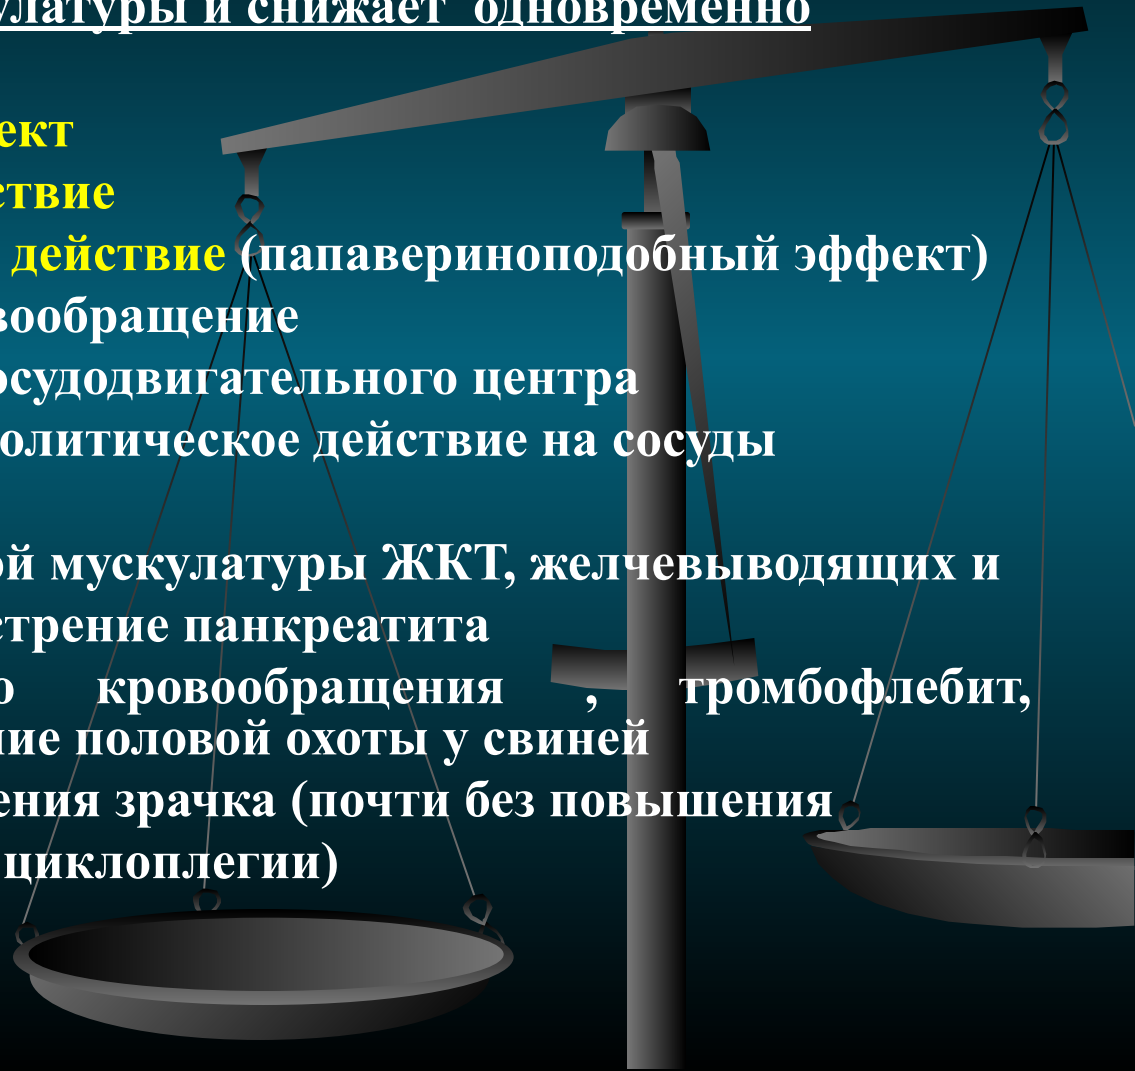 улатуры и снижает одновременно
ект
ствие
действие (папавериноподобный эффект)
вообращение
осудодвигательного центра
олитическое действие на сосуды
ой мускулатуры ЖКТ, желчевыводящих и
стрение панкреатита
о кровообращения , тромбофлебит,
ние половой охоты у свиней
ения зрачка (почти без повышения
циклоплегии)